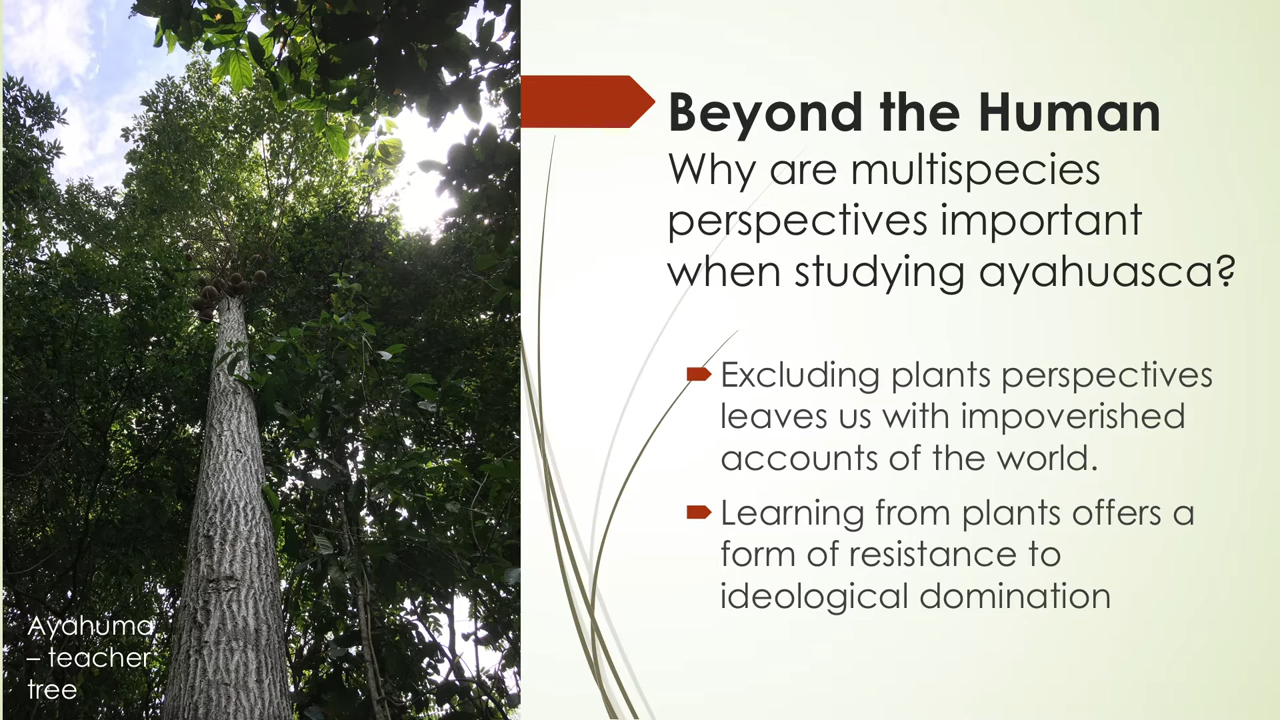 Beyond the Human
Why are multispecies
perspectives important
when studying ayahuasca?
Excluding plants perspectives
leaves us with impoverished
accounts of the world.
Learning from plants offers a
form of resistance to
ideological domination
Ayahuma
– teacher
tree